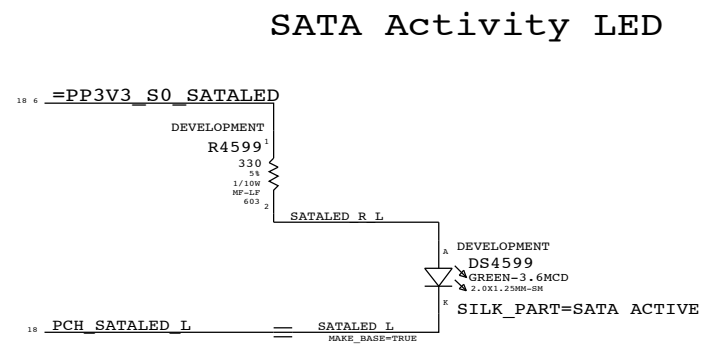 SATA Activity LED
18 6 =PP3V3_S0_SATALED
DEVELOPMENT
R4599
1
330
5%
1/10W
MF-LF
603
2
SATALED_R_L
A
DEVELOPMENT
DS4599
GREEN-3.6MCD
2.0X1.25MM-SM
K
SILK_PART=SATA ACTIVE
18 PCH_SATALED_L
SATALED_L
MAKE_BASE=TRUE